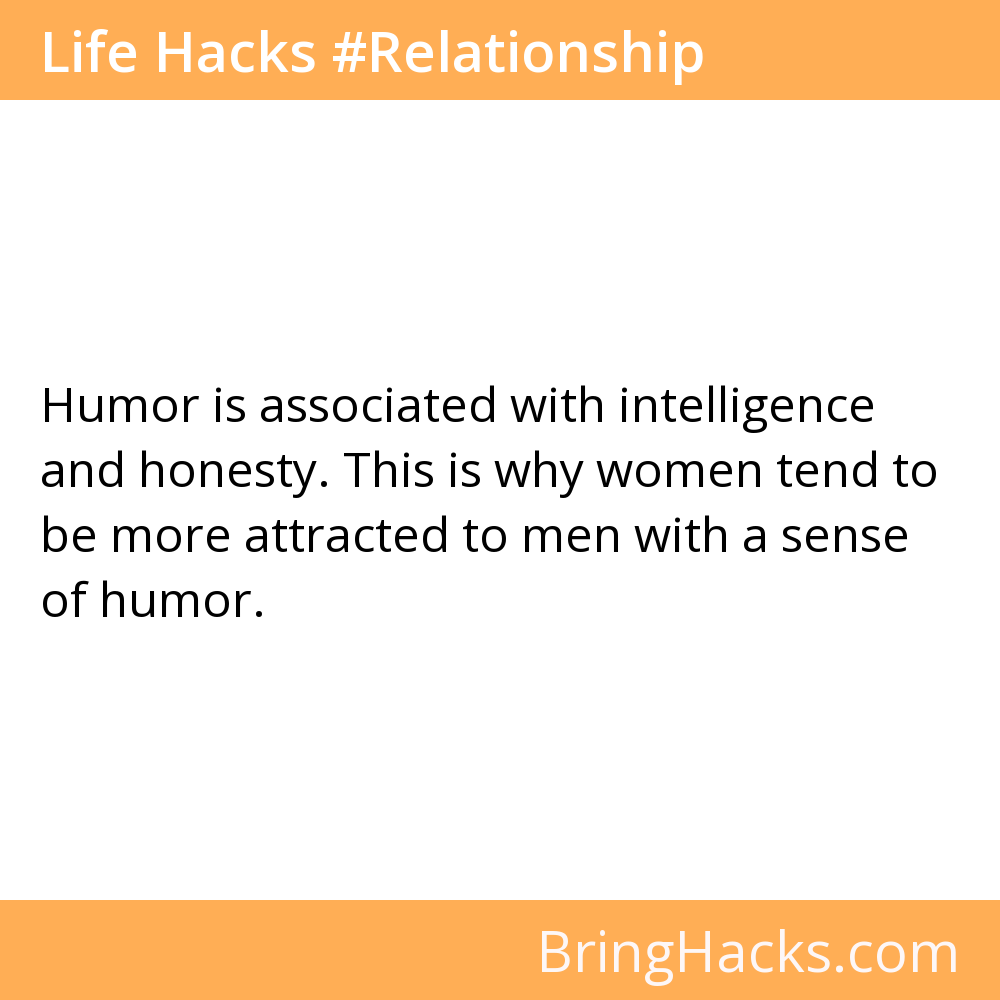 Life Hacks #Relationship
Humor is associated with intelligence
and honesty. This is why women tend to
be more attracted to men with a sense
of humor.
BringHacks.com